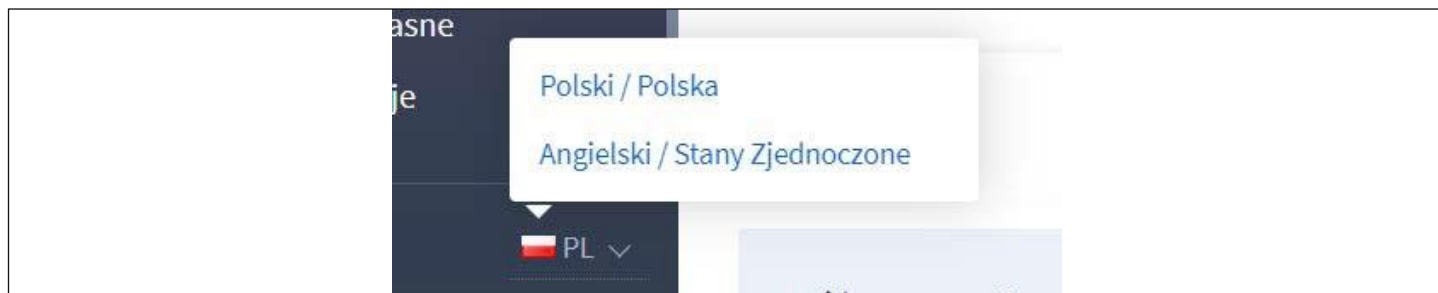 asne
je
Polski / Polska
Angielski / Stany Zjednoczone
PL